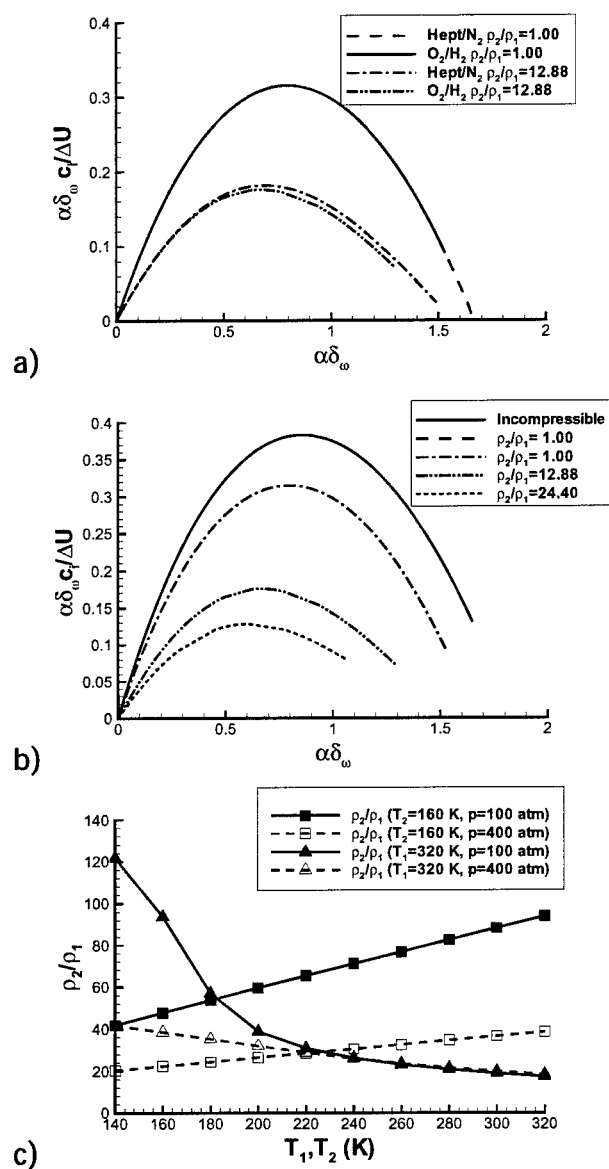 0.4
0.3
0.2
0.1
0
αδω cᵢ/ΔU
Hept/N₂ ρ₂/ρ₁=1.00
O₂/H₂ ρ₂/ρ₁=1.00
Hept/N₂ ρ₂/ρ₁=12.88
O₂/H₂ ρ₂/ρ₁=12.88
0 0.5 1 1.5 2
αδω
a)
0.4
0.35
0.3
0.25
0.2
0.15
0.1
0.05
0
αδω cᵢ/ΔU
Incompressible
ρ₂/ρ₁= 1.00
ρ₂/ρ₁= 1.00
ρ₂/ρ₁=12.88
ρ₂/ρ₁=24.40
0 0.5 1 1.5 2
αδω
b)
140
120
100
80
60
40
20
0
ρ₂/ρ₁
ρ₂/ρ₁ (T₂=160 K, p=100 atm)
ρ₂/ρ₁ (T₂=160 K, p=400 atm)
ρ₂/ρ₁ (T₁=320 K, p=100 atm)
ρ₂/ρ₁ (T₁=320 K, p=400 atm)
140 160 180 200 220 240 260 280 300 320
T₁,T₂ (K)
c)